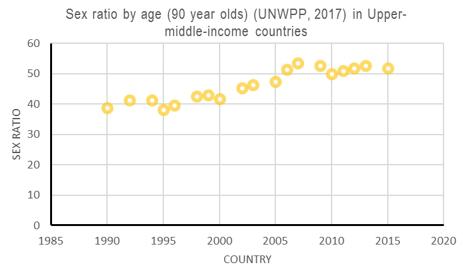 Sex ratio by age (90 year olds) (UNWPP, 2017) in Upper-
middle-income countries
60
50
40
30
20
10
0
SEX RATIO
1985 1990 1995 2000 2005 2010 2015 2020
COUNTRY